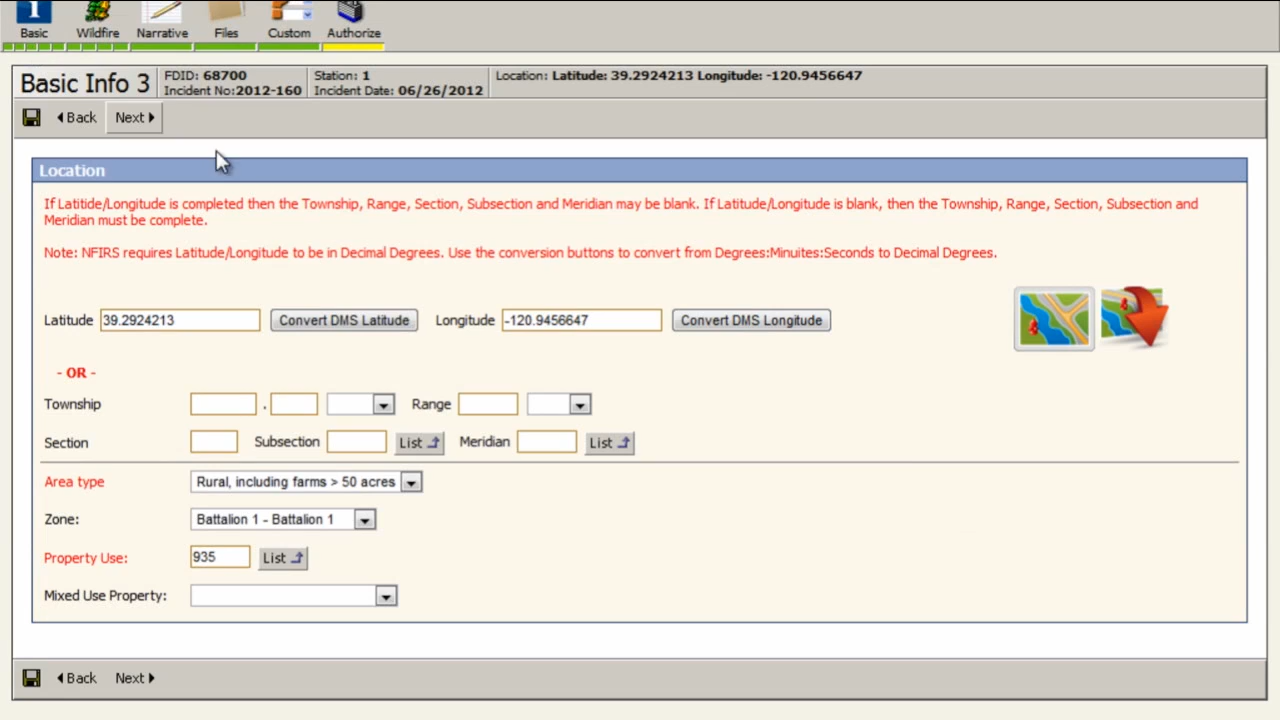 Basic Wildfire Narrative Files Custom Authorize
Basic Info 3 FDID: 68700 Station: 1 Location: Latitude: 39.2924213 Longitude: -120.9456647
Incident No:2012-160 Incident Date: 06/26/2012
Back Next
Location
If Latitide/Longitude is completed then the Township, Range, Section, Subsection and Meridian may be blank. If Latitude/Longitude is blank, then the Township, Range, Section, Subsection and
Meridian must be complete.
Note: NFIRS requires Latitude/Longitude to be in Decimal Degrees. Use the conversion buttons to convert from Degrees:Minuites:Seconds to Decimal Degrees.
Latitude 39.2924213 Convert DMS Latitude Longitude -120.9456647 Convert DMS Longitude
- OR -
Township . Range
Section Subsection List Meridian List
Area type Rural, including farms > 50 acres
Zone: Battalion 1 - Battalion 1
Property Use: 935 List
Mixed Use Property:
Back Next